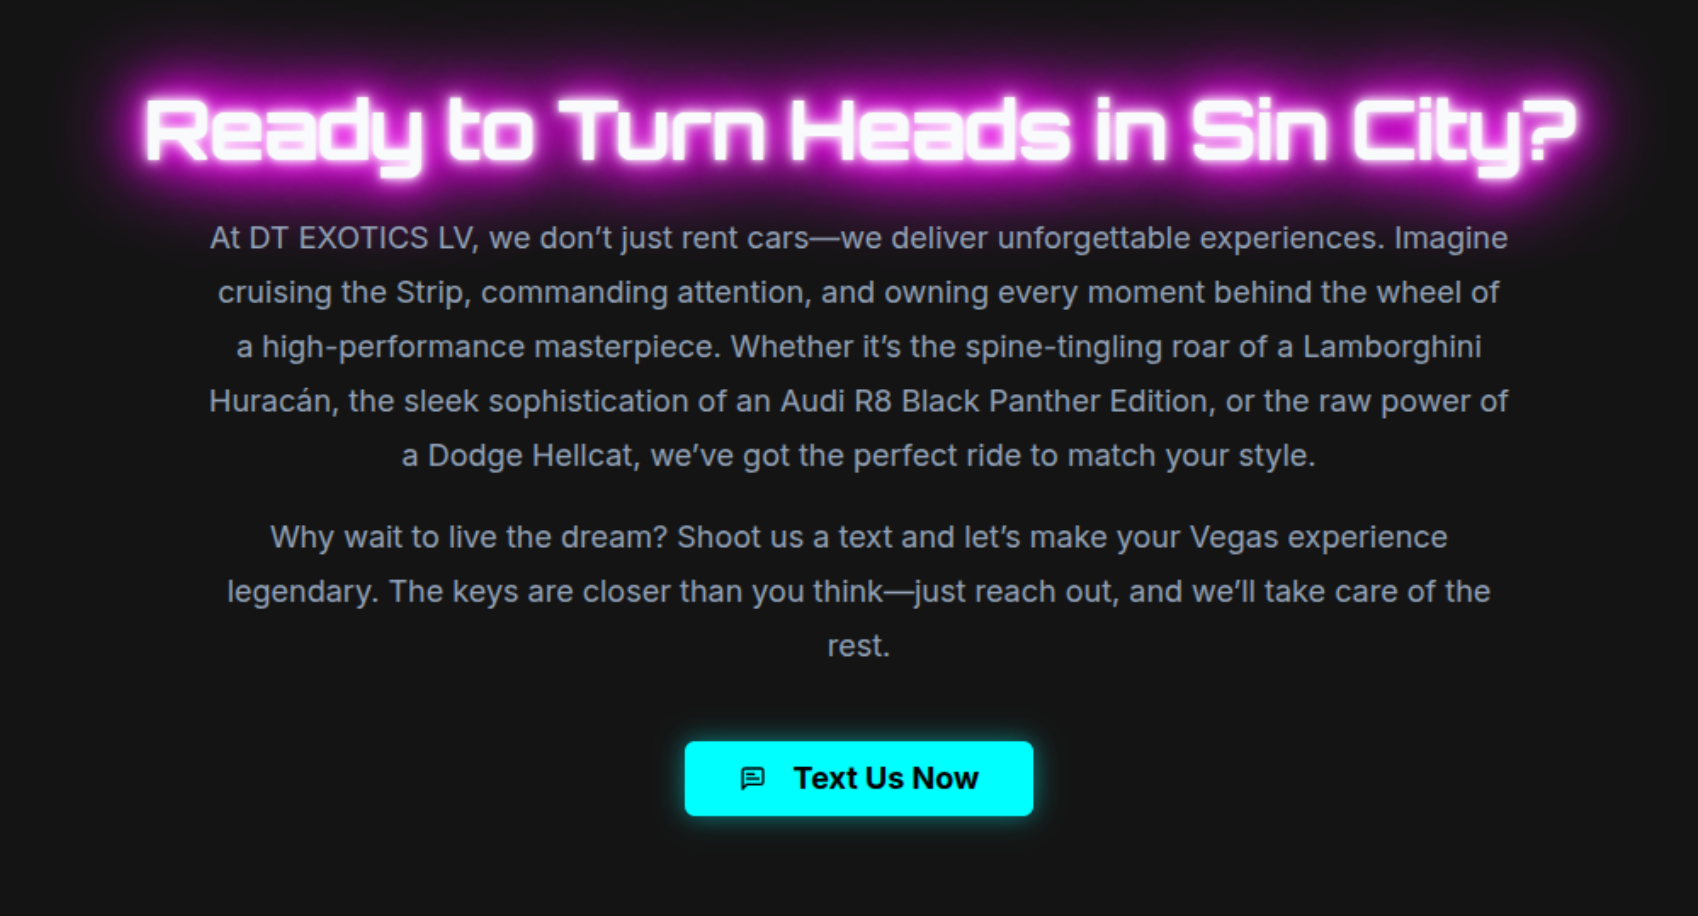 Ready to Turn Heads in Sin City?
At DT EXOTICS LV, we don’t just rent cars—we deliver unforgettable experiences. Imagine
cruising the Strip, commanding attention, and owning every moment behind the wheel of
a high-performance masterpiece. Whether it’s the spine-tingling roar of a Lamborghini
Huracán, the sleek sophistication of an Audi R8 Black Panther Edition, or the raw power of
a Dodge Hellcat, we’ve got the perfect ride to match your style.
Why wait to live the dream? Shoot us a text and let’s make your Vegas experience
legendary. The keys are closer than you think—just reach out, and we’ll take care of the
rest.
Text Us Now